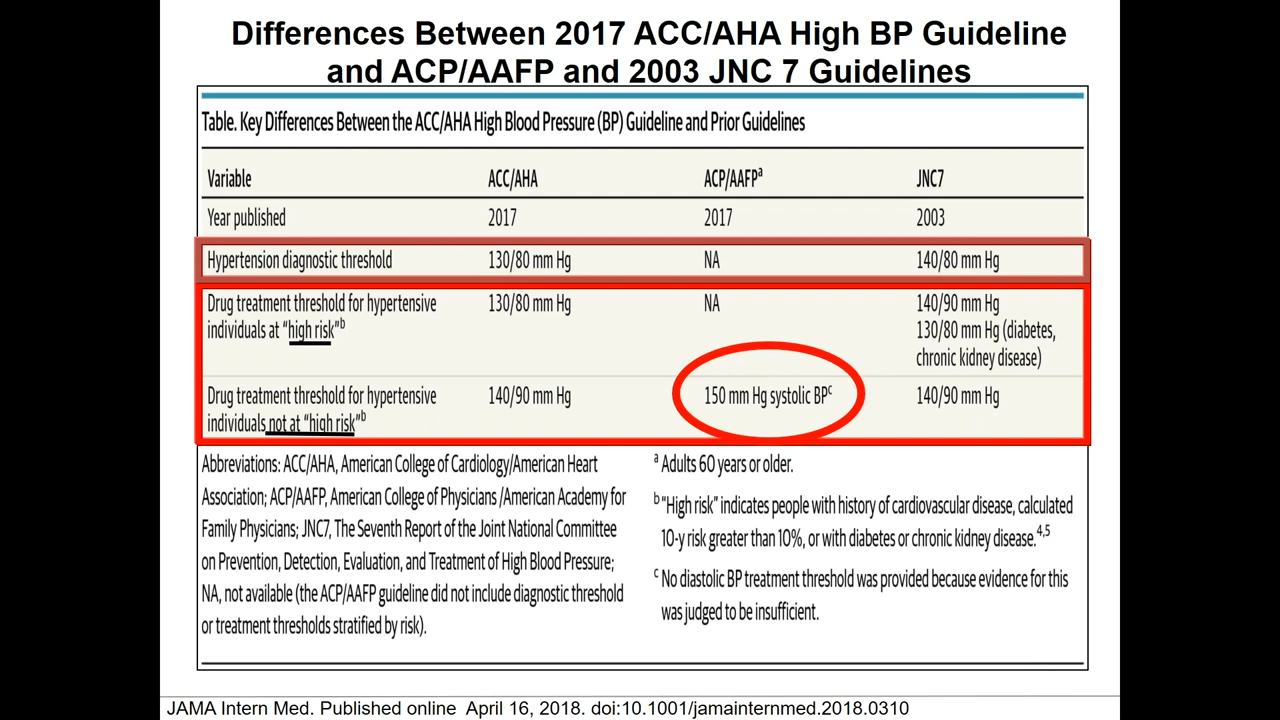 Differences Between 2017 ACC/AHA High BP Guideline
and ACP/AAFP and 2003 JNC 7 Guidelines
Table. Key Differences Between the ACC/AHA High Blood Pressure (BP) Guideline and Prior Guidelines
Variable ACC/AHA ACP/AAFPa JNC7
Year published 2017 2017 2003
Hypertension diagnostic threshold 130/80 mm Hg NA 140/80 mm Hg
Drug treatment threshold for hypertensive 130/80 mm Hg NA 140/90 mm Hg
individuals at “high risk”b 130/80 mm Hg (diabetes,
chronic kidney disease)
Drug treatment threshold for hypertensive 140/90 mm Hg 150 mm Hg systolic BPc 140/90 mm Hg
individuals not at “high risk”b
Abbreviations: ACC/AHA, American College of Cardiology/American Heart
Association; ACP/AAFP, American College of Physicians /American Academy for
Family Physicians; JNC7, The Seventh Report of the Joint National Committee
on Prevention, Detection, Evaluation, and Treatment of High Blood Pressure;
NA, not available (the ACP/AAFP guideline did not include diagnostic threshold
or treatment thresholds stratified by risk).
a Adults 60 years or older.
b “High risk” indicates people with history of cardiovascular disease, calculated
10-y risk greater than 10%, or with diabetes or chronic kidney disease.4,5
c No diastolic BP treatment threshold was provided because evidence for this
was judged to be insufficient.
JAMA Intern Med. Published online April 16, 2018. doi:10.1001/jamainternmed.2018.0310